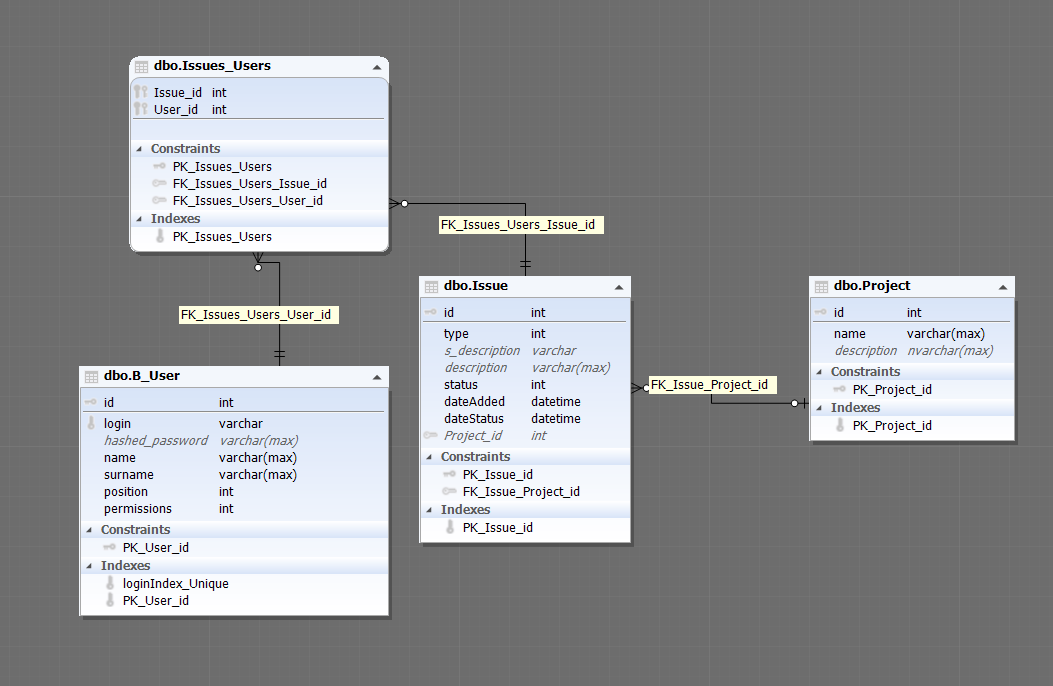 dbo.Issues_Users
Issue_id int
User_id int
Constraints
PK_Issues_Users
FK_Issues_Users_Issue_id
FK_Issues_Users_User_id
Indexes
PK_Issues_Users
FK_Issues_Users_Issue_id
FK_Issues_Users_User_id
dbo.B_User
id int
login varchar
hashed_password varchar(max)
name varchar(max)
surname varchar(max)
position int
permissions int
Constraints
PK_User_id
Indexes
loginIndex_Unique
PK_User_id
dbo.Issue
id int
type int
s_description varchar
description varchar(max)
status int
dateAdded datetime
dateStatus datetime
Project_id int
Constraints
PK_Issue_id
FK_Issue_Project_id
Indexes
PK_Issue_id
FK_Issue_Project_id
dbo.Project
id int
name varchar(max)
description nvarchar(max)
Constraints
PK_Project_id
Indexes
PK_Project_id